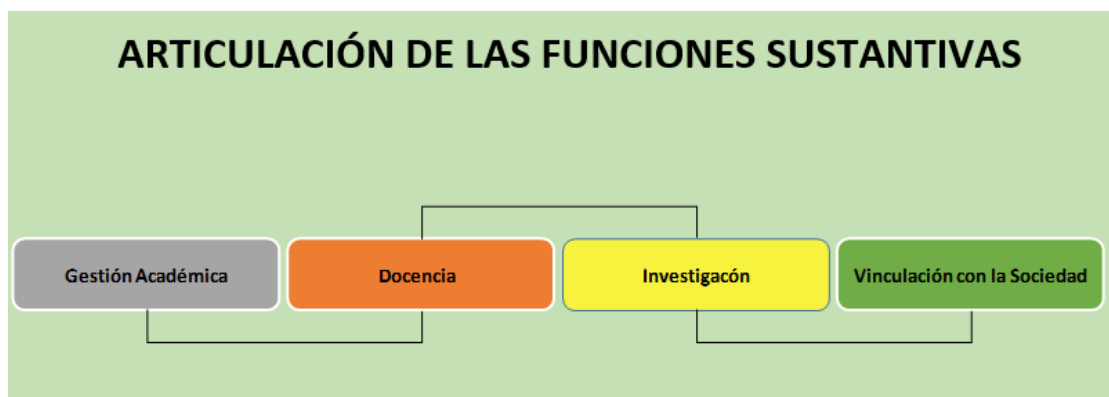 ARTICULACIÓN DE LAS FUNCIONES SUSTANTIVAS
Gestión Académica
Docencia
Investigacón
Vinculación con la Sociedad